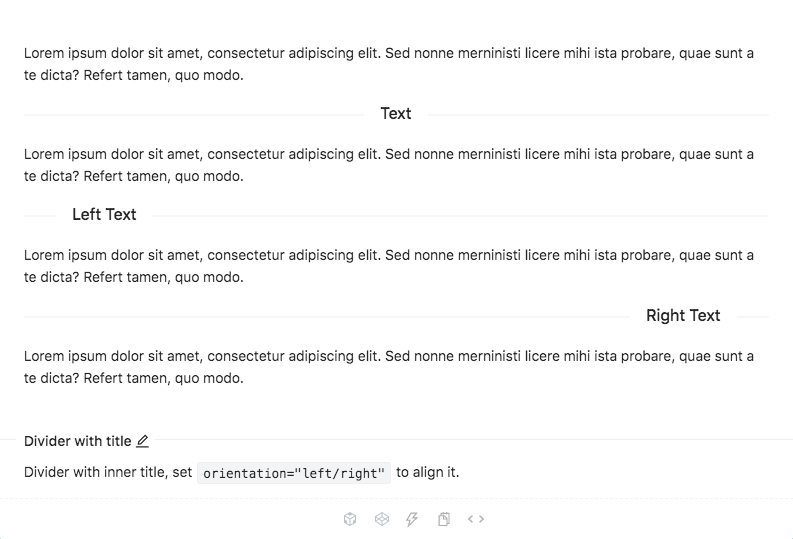 Lorem ipsum dolor sit amet, consectetur adipiscing elit. Sed nonne merninisti licere mihi ista probare, quae sunt a
te dicta? Refert tamen, quo modo.
Text
Lorem ipsum dolor sit amet, consectetur adipiscing elit. Sed nonne merninisti licere mihi ista probare, quae sunt a
te dicta? Refert tamen, quo modo.
Left Text
Lorem ipsum dolor sit amet, consectetur adipiscing elit. Sed nonne merninisti licere mihi ista probare, quae sunt a
te dicta? Refert tamen, quo modo.
Right Text
Lorem ipsum dolor sit amet, consectetur adipiscing elit. Sed nonne merninisti licere mihi ista probare, quae sunt a
te dicta? Refert tamen, quo modo.
Divider with title
Divider with inner title, set orientation="left/right" to align it.